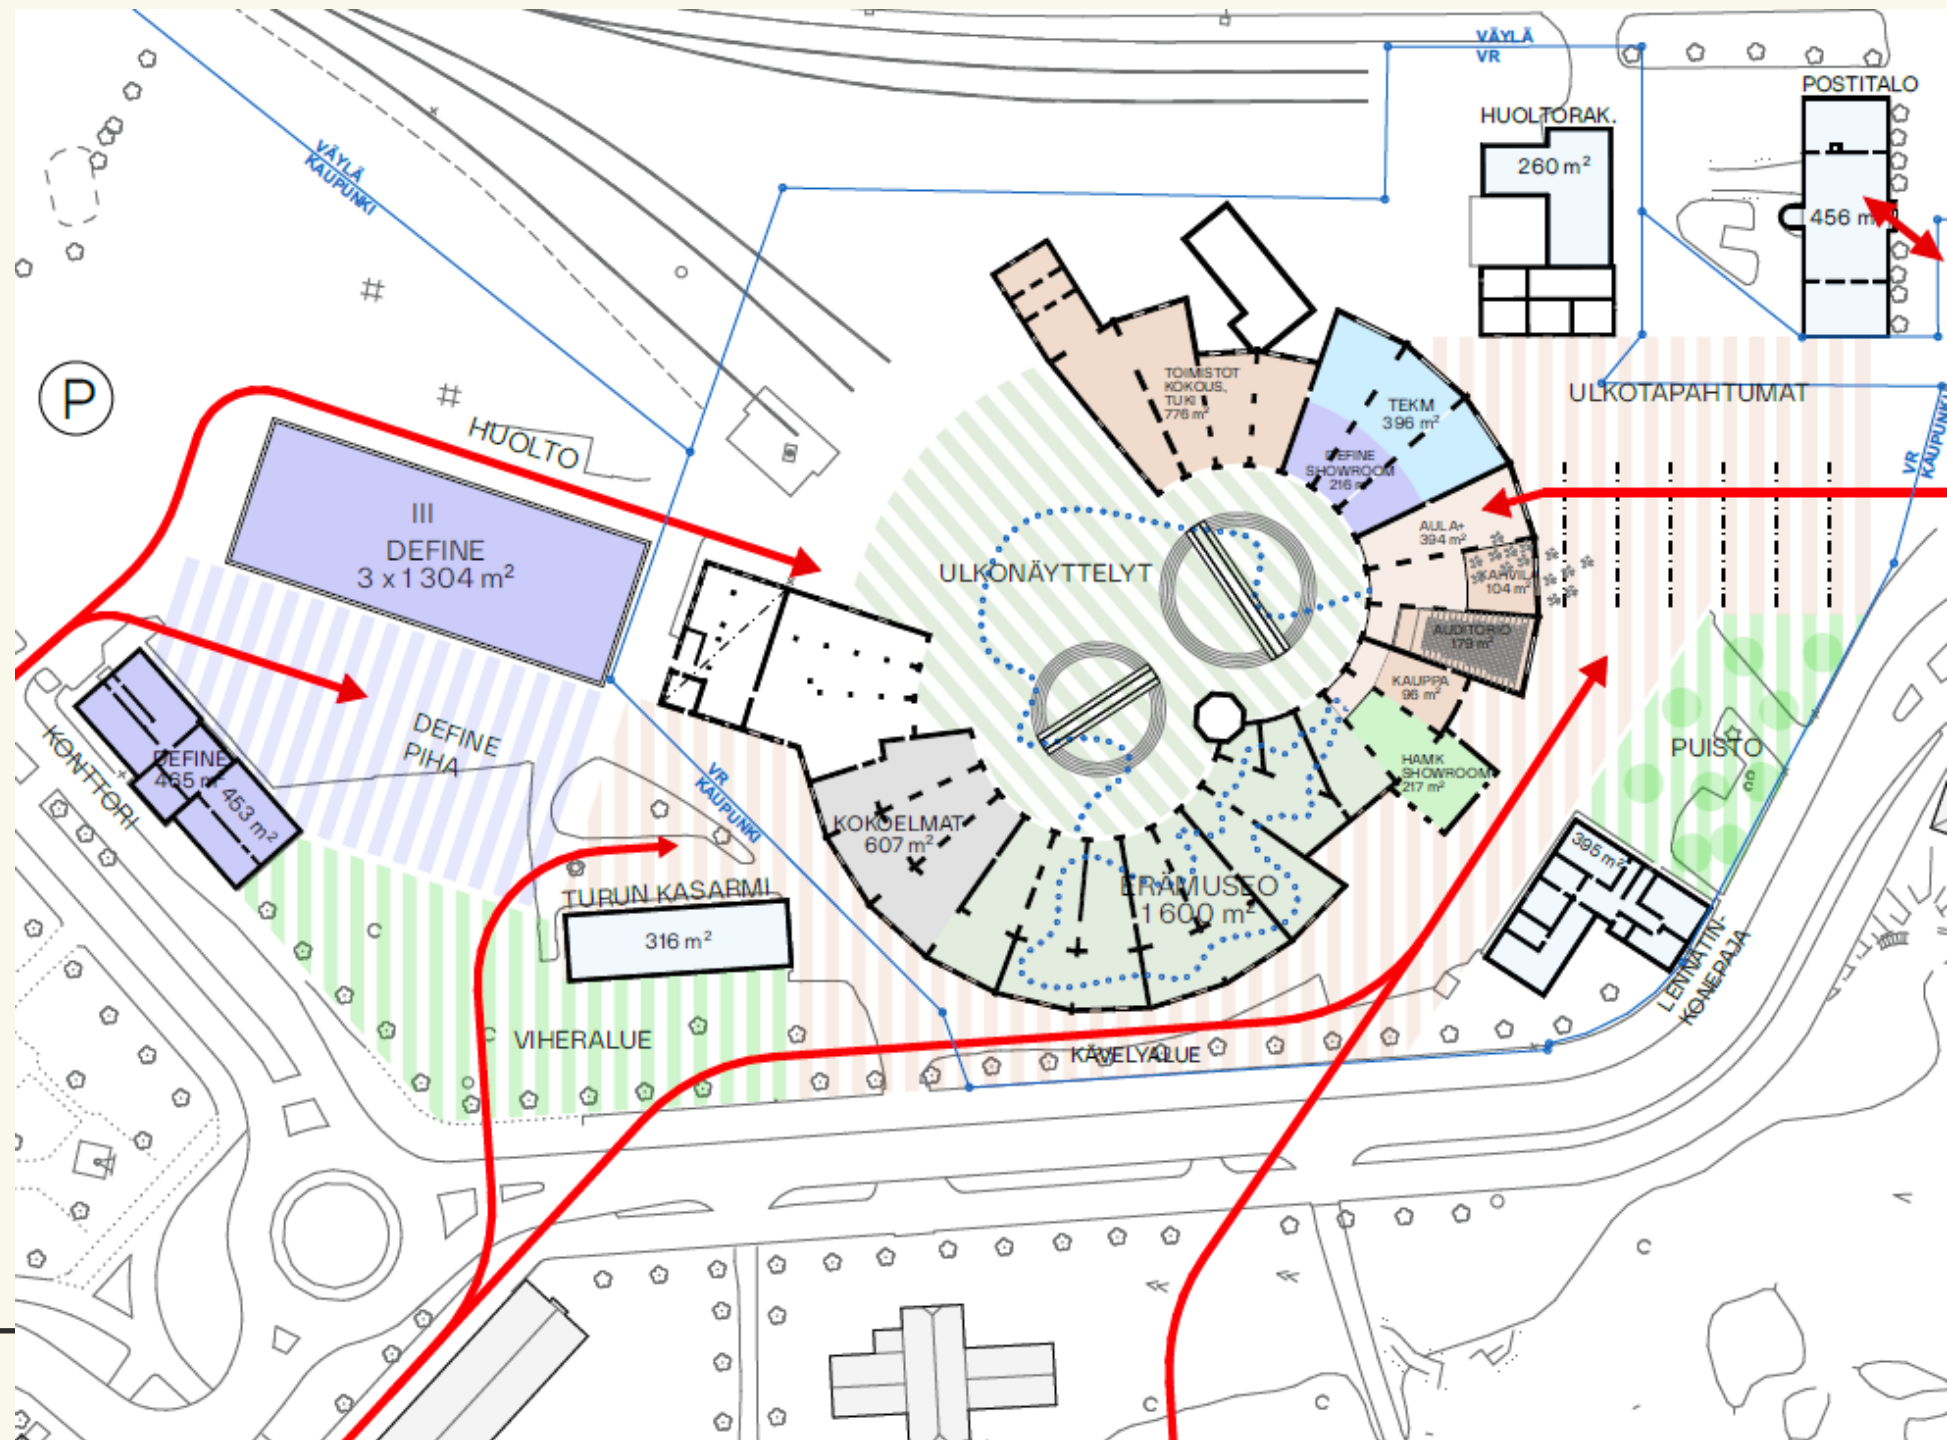 VÄYLÄ
VR
POSTITALO
HUOLTORAK.
260 m²
456 m
VÄYLÄ
KAUPUNKI
P
HUOLTO
III
DEFINE
3 x 1 304 m²
TOIMISTOT
KOKOUS,
TUKI
776 m²
TEKM
396 m²
DEFINE
SHOWROOM
216 m²
ULKOTAPAHTUMAT
VR
KAUPUNKI
AULA+
394 m²
KAHVILA
104 m²
AUDITORIO
179 m²
KAUPPA
96 m²
HAMK
SHOWROOM
217 m²
ULKONÄYTTELYT
PUISTO
DEFINE
PIHA
KONTTORI
DEFINE
465 m²
453 m²
VR
KAUPUNKI
KOKOELMAT
607 m²
ERÄMUSEO
1 600 m²
395 m²
LENNÄTIN-
KONEPAJA
TURUN KASARMI
316 m²
VIHERALUE
KÄVELYALUE